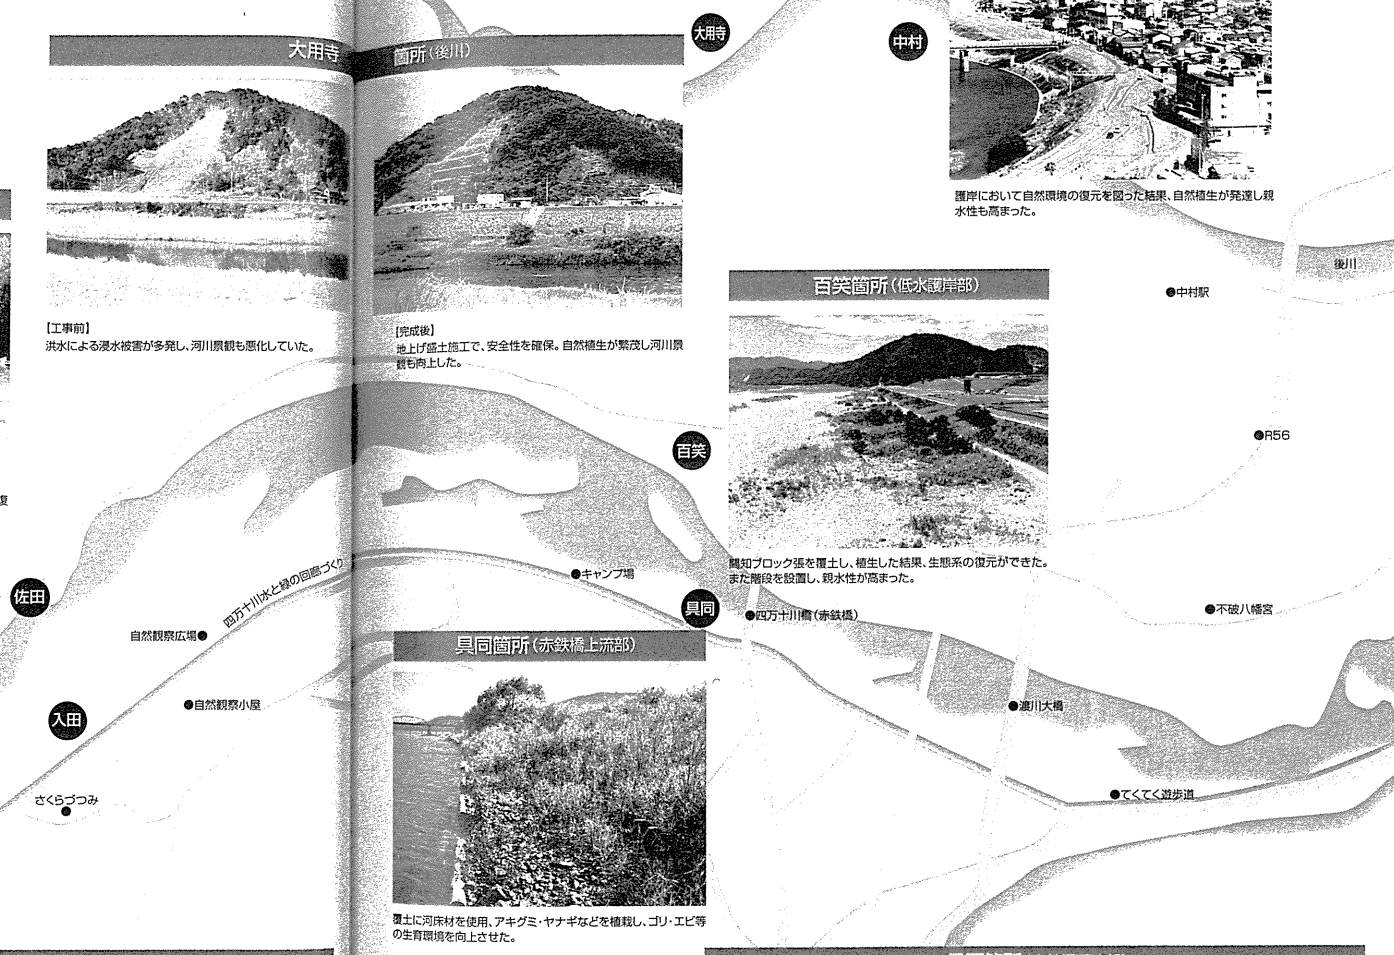 大用寺箇所（後川）
大用寺
中村
護岸において自然環境の復元を図った結果、自然植生が発達し親
水性も高まった。
後川
●中村駅
【工事前】
洪水による浸水被害が多発し、河川景観も悪化していた。
【完成後】
地上げ盛土施工で、安全性を確保。自然植生が繁茂し河川景
観も向上した。
百笑箇所（低水護岸部）
●R56
百笑
復
間知ブロック張を覆土し、植生した結果、生態系の復元ができた。
また階段を設置し、親水性が高まった。
四万十川水と緑の回廊づくり
●キャンプ場
佐田
具同
●四万十川橋（赤鉄橋）
●不破八幡宮
自然観察広場●
具同箇所（赤鉄橋上流部）
●自然観察小屋
入田
●渡川大橋
さくらづつみ
●てくてく遊歩道
覆土に河床材を使用、アキグミ・ヤナギなどを植栽し、ゴリ・エビ等
の生育環境を向上させた。